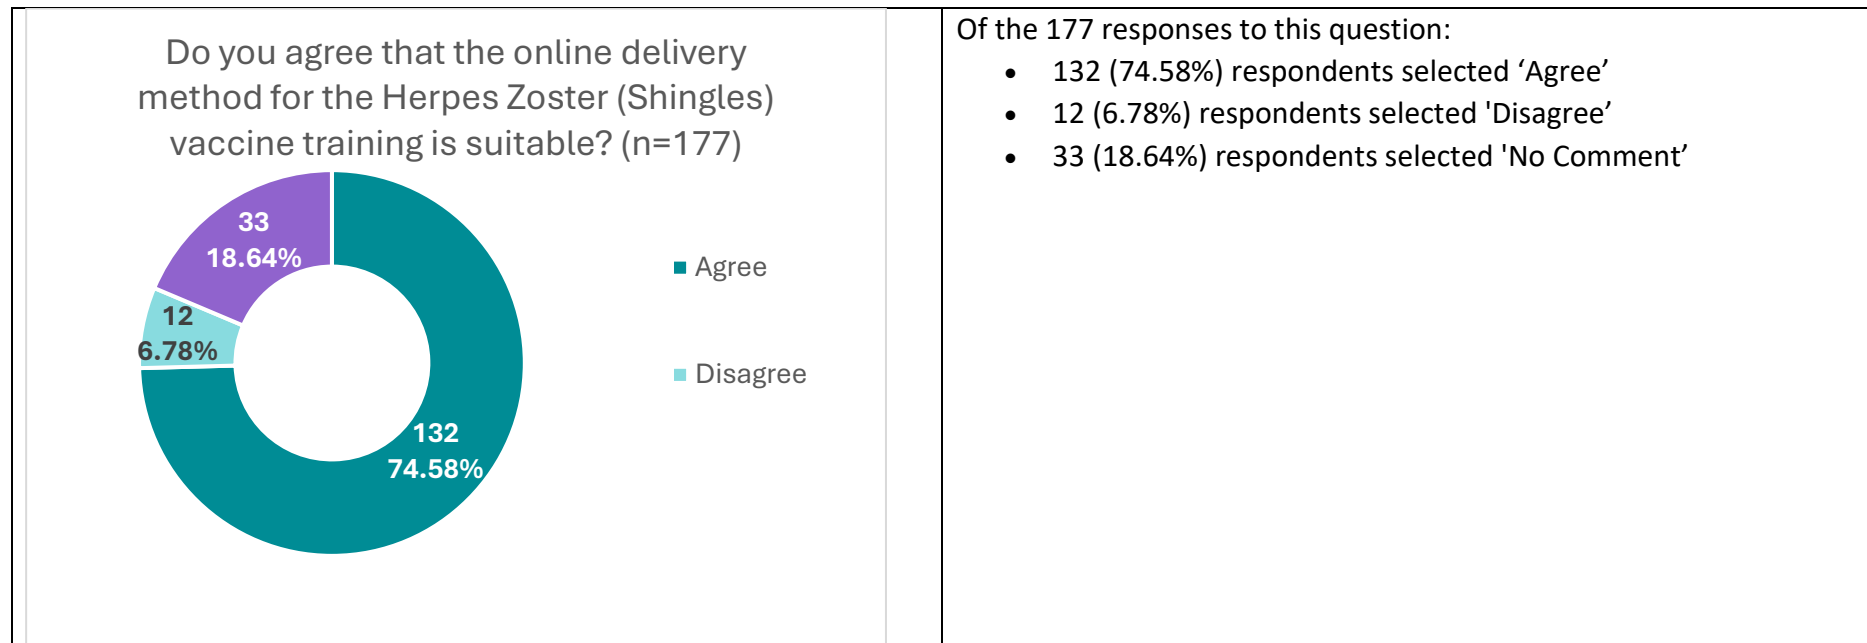 Do you agree that the online delivery
method for the Herpes Zoster (Shingles)
vaccine training is suitable? (n=177)
33
18.64%
12
6.78%
132
74.58%
Agree
Disagree
Of the 177 responses to this question:
• 132 (74.58%) respondents selected ‘Agree’
• 12 (6.78%) respondents selected 'Disagree’
• 33 (18.64%) respondents selected 'No Comment’